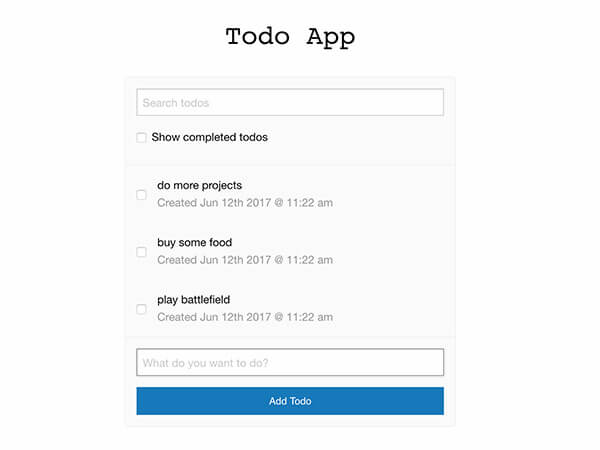 Todo App
Search todos
Show completed todos
do more projects
Created Jun 12th 2017 @ 11:22 am
buy some food
Created Jun 12th 2017 @ 11:22 am
play battlefield
Created Jun 12th 2017 @ 11:22 am
What do you want to do?
Add Todo